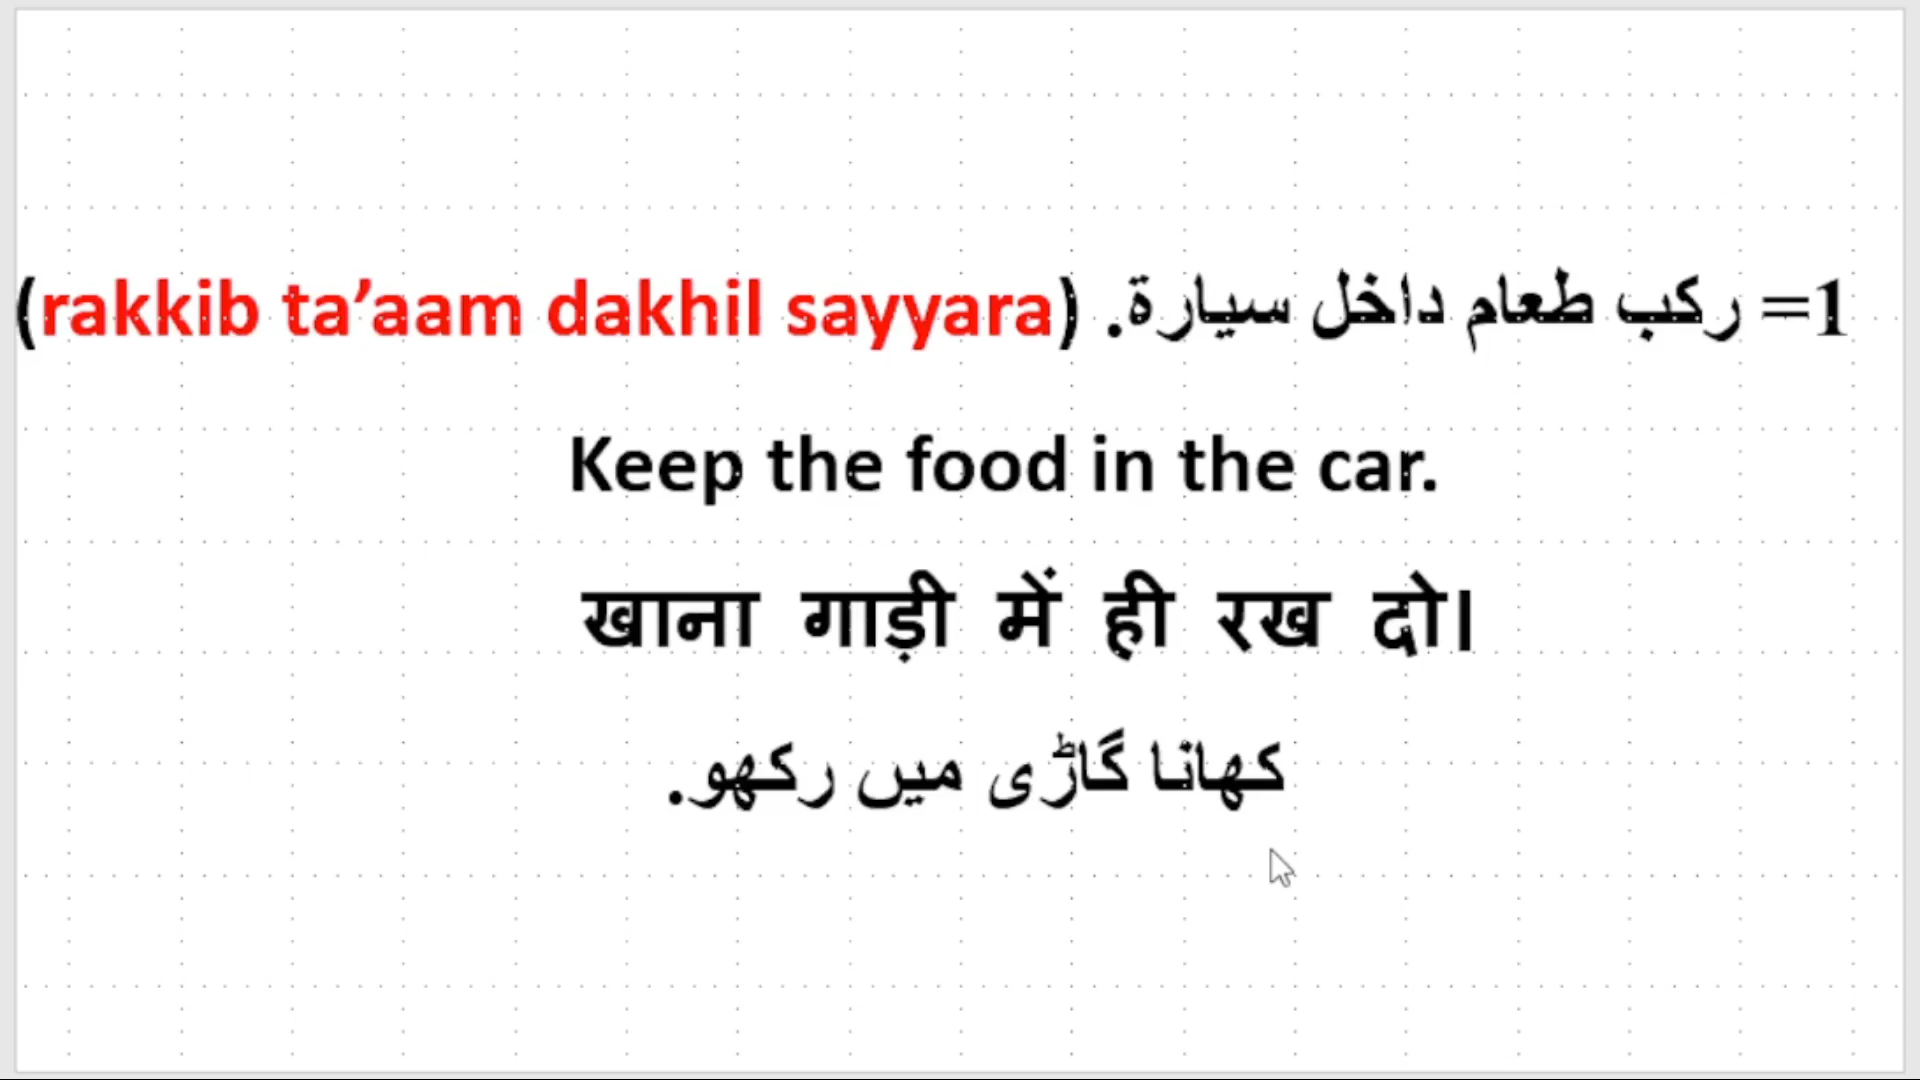 1= ركب طعام داخل سيارة. (rakkib ta’aam dakhil sayyara)
Keep the food in the car.
खाना गाड़ी में ही रख दो।
کھانا گاڑی میں رکھو.